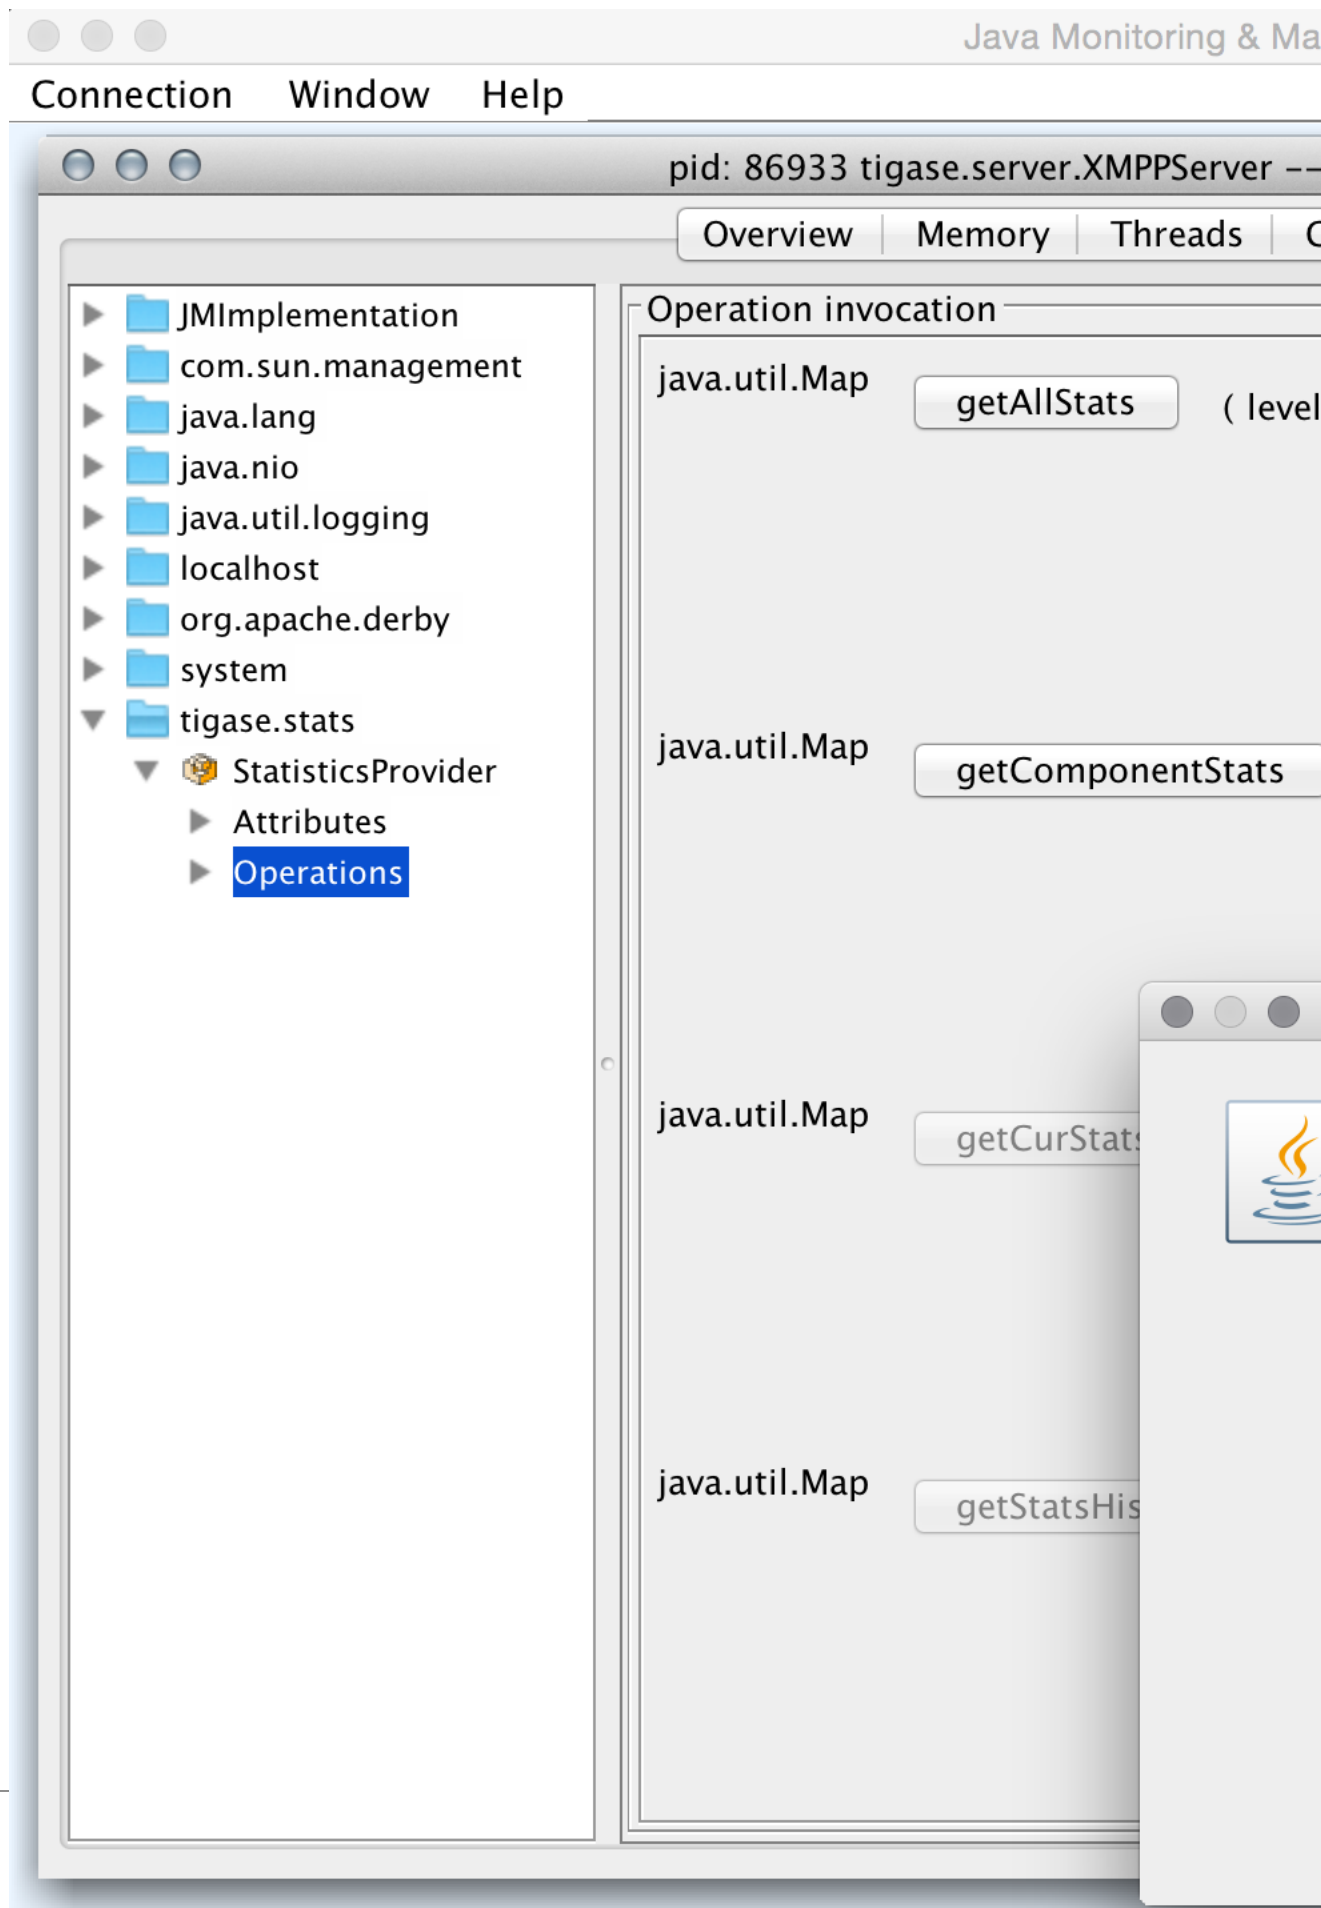 Java Monitoring & Ma
Connection Window Help
pid: 86933 tigase.server.XMPPServer --
Overview Memory Threads
JMImplementation
com.sun.management
java.lang
java.nio
java.util.logging
localhost
org.apache.derby
system
tigase.stats
StatisticsProvider
Attributes
Operations
Operation invocation
java.util.Map getAllStats ( level
java.util.Map getComponentStats
java.util.Map getCurStats
java.util.Map getStatsHis